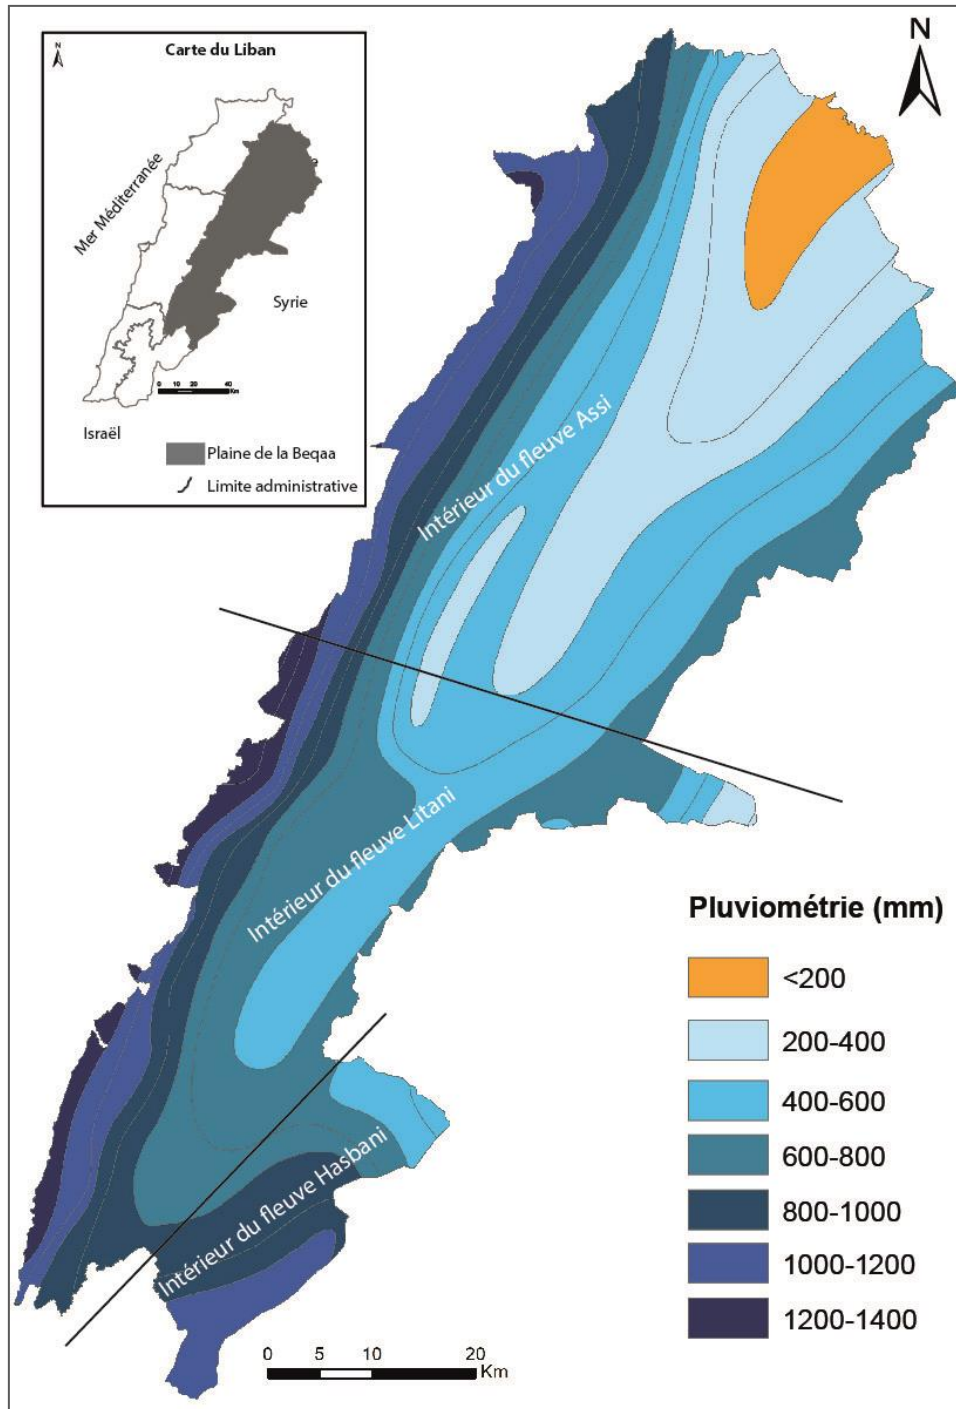 N
Carte du Liban
Mer Méditerranée
Syrie
0 10 20 40
Km
Israël
Plaine de la Beqaa
Limite administrative
N
Intérieur du fleuve Assi
Intérieur du fleuve Litani
Intérieur du fleuve Hasbani
Pluviométrie (mm)
<200
200-400
400-600
600-800
800-1000
1000-1200
1200-1400
0 5 10 20
Km